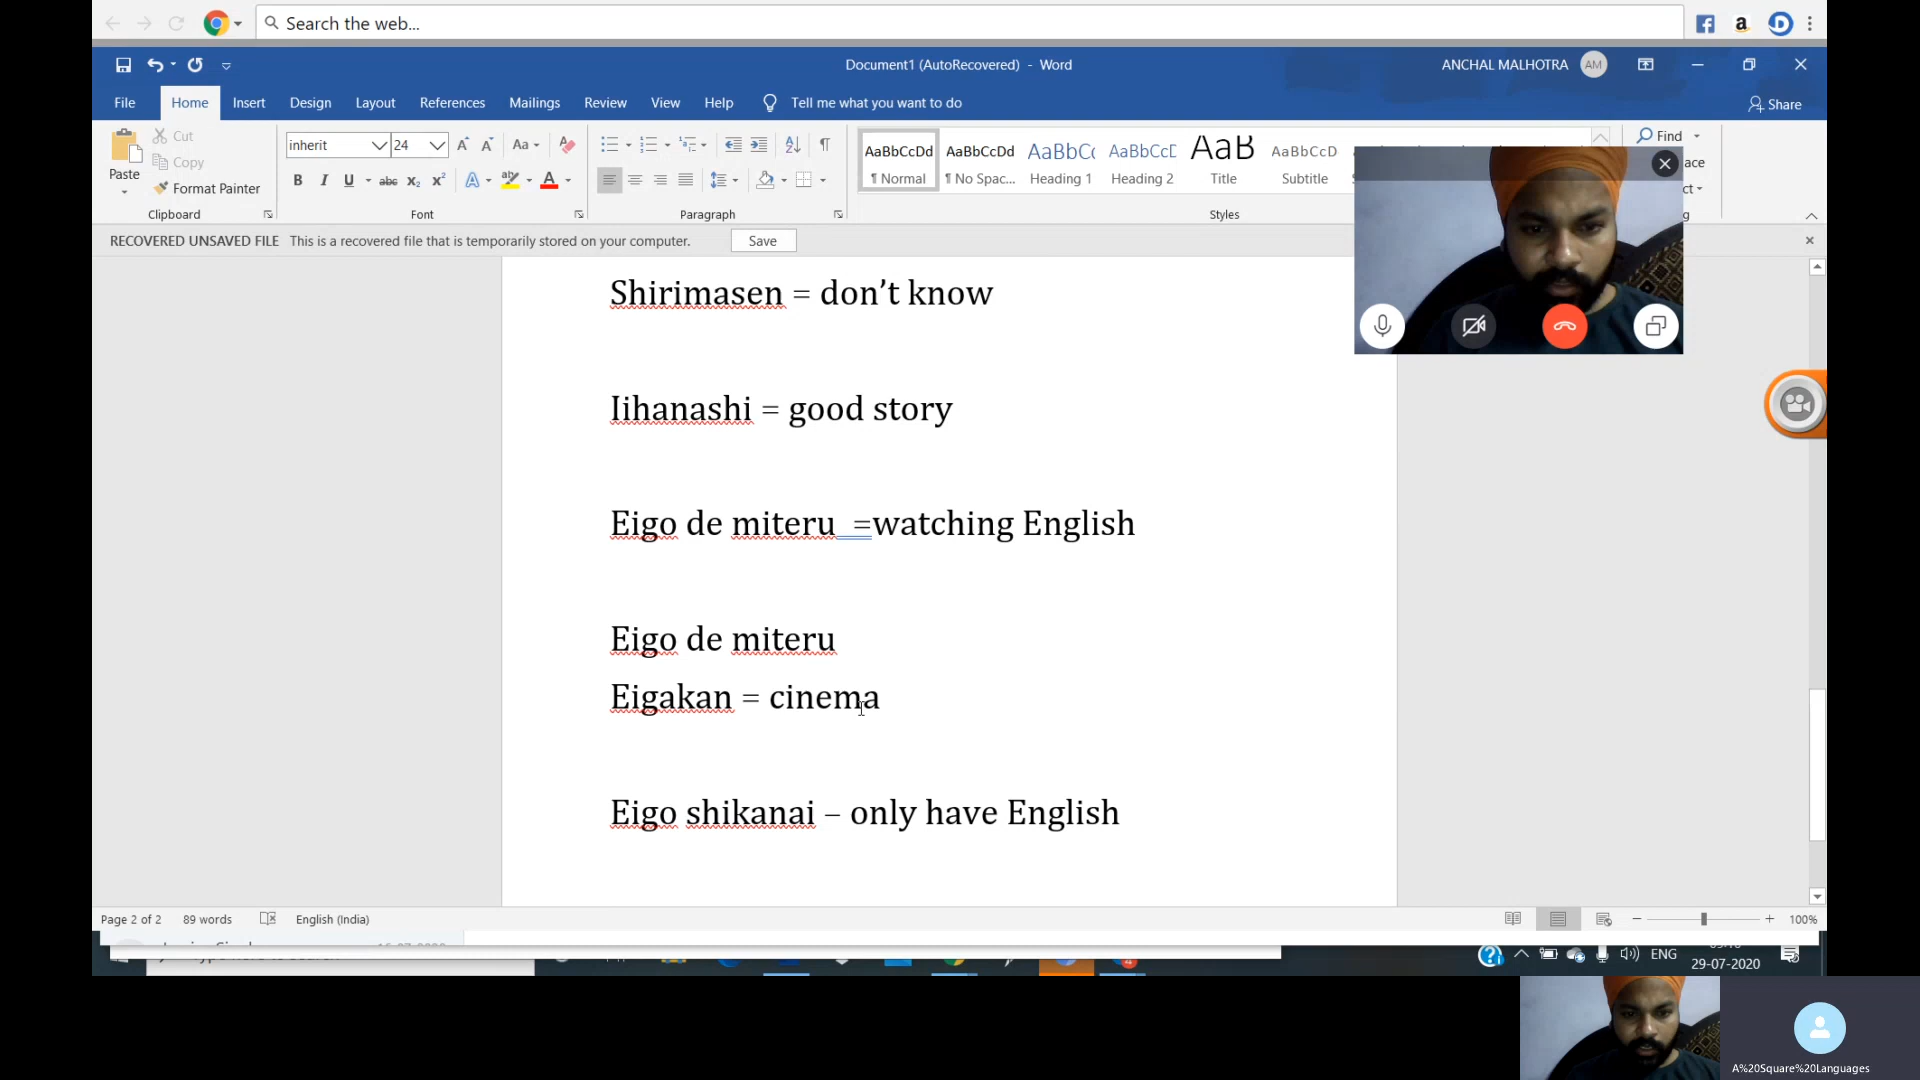 Search the web...
Document1 (AutoRecovered) - Word
ANCHAL MALHOTRA AM
File Home Insert Design Layout References Mailings Review View Help Tell me what you want to do Share
Paste
Cut
Copy
Format Painter
Clipboard
inherit 24
Font
Paragraph
AaBbCcDd AaBbCcDd AaBbC AaBbCcD AaB AaBbCcD
¶ Normal ¶ No Spac... Heading 1 Heading 2 Title Subtitle
Styles
Find
RECOVERED UNSAVED FILE This is a recovered file that is temporarily stored on your computer. Save
Shirimasen = don’t know
Iihanashi = good story
Eigo de miteru =watching English
Eigo de miteru
Eigakan = cinema
Eigo shikanai – only have English
Page 2 of 2 89 words English (India) 100%
ENG
29-07-2020
A%20Square%20Languages